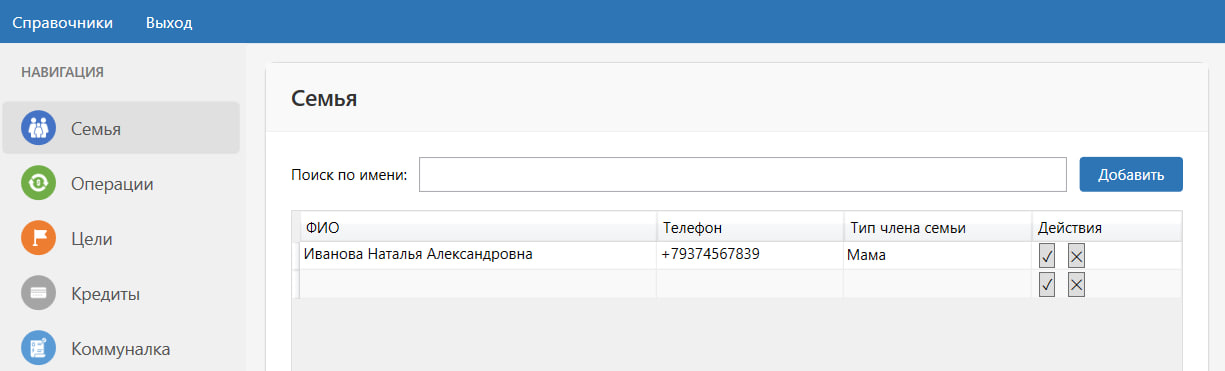 Справочники Выход
НАВИГАЦИЯ
Семья
Операции
Цели
Кредиты
Коммуналка
Семья
Поиск по имени: Добавить
ФИО Телефон Тип члена семьи Действия
Иванова Наталья Александровна +79374567839 Мама